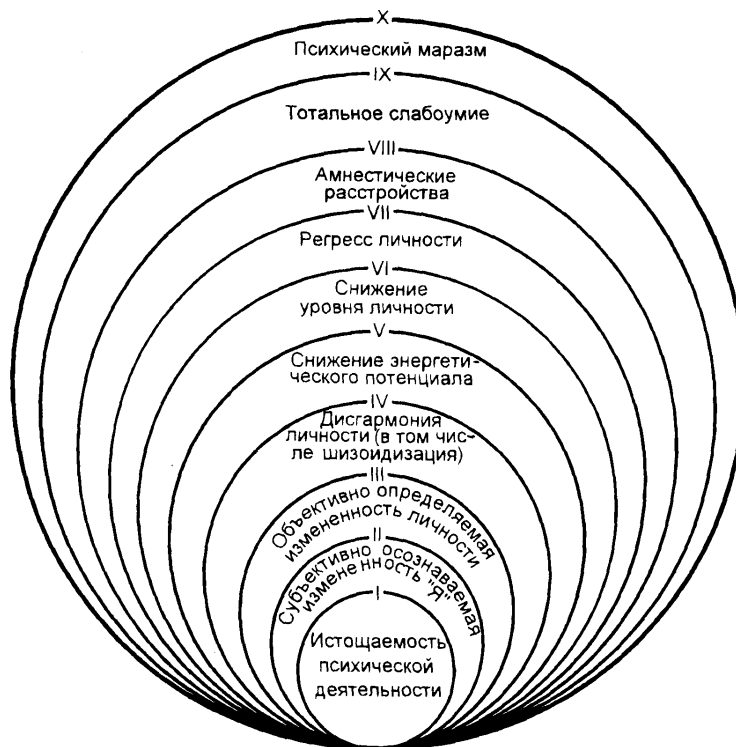 X
Психический маразм
IX
Тотальное слабоумие
VIII
Амнестические
расстройства
VII
Регресс личности
VI
Снижение
уровня личности
V
Снижение энергети-
ческого потенциала
IV
Дисгармония
личности (в том чис-
ле шизоидизация)
III
Объективно определяемая
измененность личности
II
Субъективно осознаваемая
измененность "Я"
I
Истощаемость
психической
деятельности